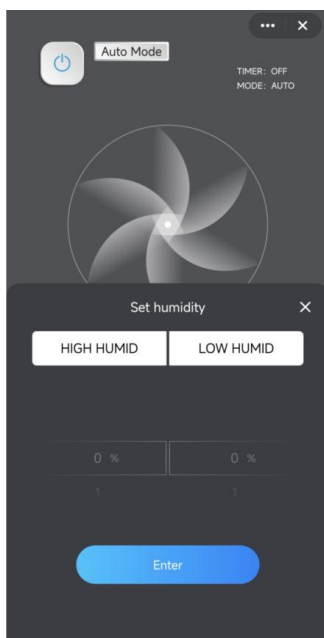 Auto Mode
TIMER: OFF
MODE: AUTO
Set humidity
HIGH HUMID LOW HUMID
0 % 0 %
1 1
Enter